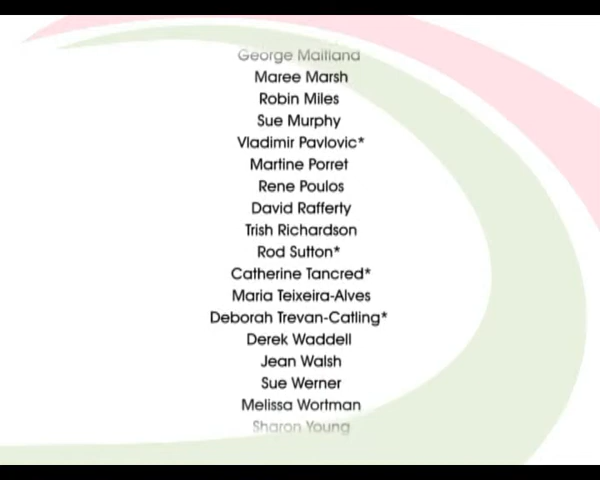 George Maitland
Maree Marsh
Robin Miles
Sue Murphy
Vladimir Pavlovic*
Martine Porret
Rene Poulos
David Rafferty
Trish Richardson
Rod Sutton*
Catherine Tancred*
Maria Teixeira-Alves
Deborah Trevan-Catling*
Derek Waddell
Jean Walsh
Sue Werner
Melissa Wortman
Sharon Young